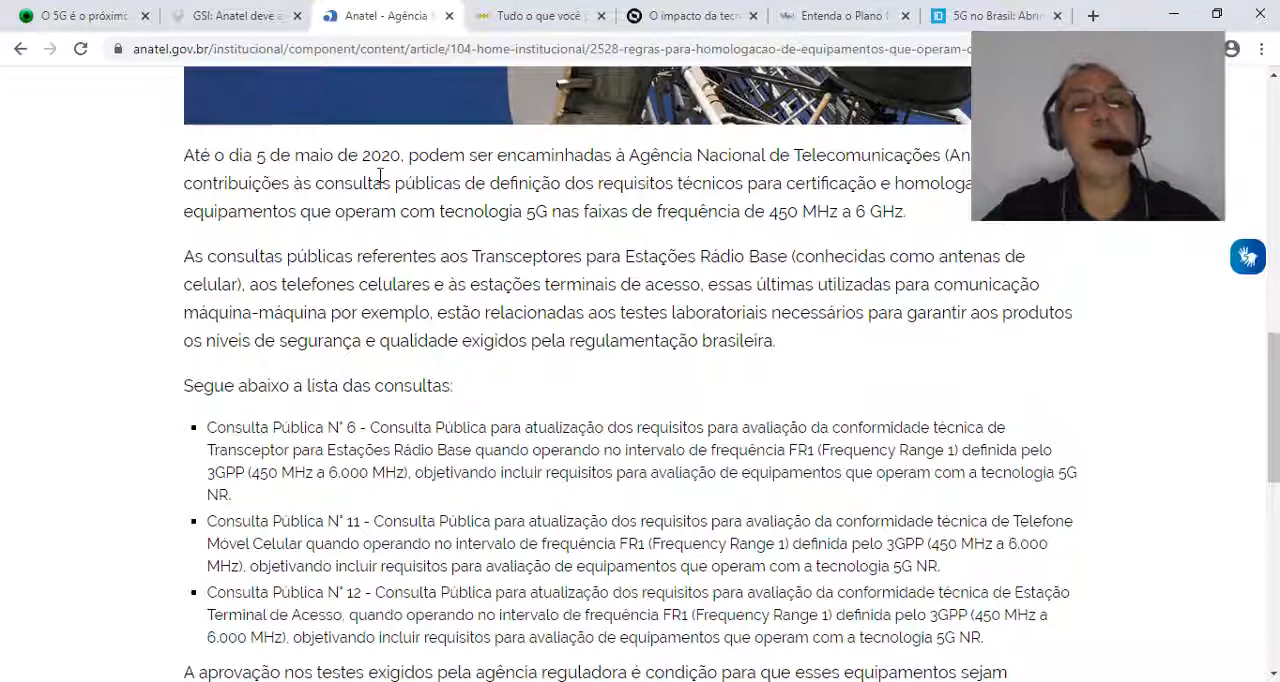 O 5G é o próximo
GSI: Anatel deve
Anatel - Agência
Tudo o que você
O impacto da tecn
Entenda o Plano
5G no Brasil: Abrin
anatel.gov.br/institucional/component/content/article/104-home-institucional/2528-regras-para-homologacao-de-equipamentos-que-operam-c
Até o dia 5 de maio de 2020, podem ser encaminhadas à Agência Nacional de Telecomunicações (An
contribuições às consultas públicas de definição dos requisitos técnicos para certificação e homologa
equipamentos que operam com tecnologia 5G nas faixas de frequência de 450 MHz a 6 GHz.
As consultas públicas referentes aos Transceptores para Estações Rádio Base (conhecidas como antenas de
celular), aos telefones celulares e às estações terminais de acesso, essas últimas utilizadas para comunicação
máquina-máquina por exemplo, estão relacionadas aos testes laboratoriais necessários para garantir aos produtos
os níveis de segurança e qualidade exigidos pela regulamentação brasileira.
Segue abaixo a lista das consultas:
Consulta Pública N° 6 - Consulta Pública para atualização dos requisitos para avaliação da conformidade técnica de
Transceptor para Estações Rádio Base quando operando no intervalo de frequência FR1 (Frequency Range 1) definida pelo
3GPP (450 MHz a 6.000 MHz), objetivando incluir requisitos para avaliação de equipamentos que operam com a tecnologia 5G
NR.
Consulta Pública N° 11 - Consulta Pública para atualização dos requisitos para avaliação da conformidade técnica de Telefone
Móvel Celular quando operando no intervalo de frequência FR1 (Frequency Range 1) definida pelo 3GPP (450 MHz a 6.000
MHz), objetivando incluir requisitos para avaliação de equipamentos que operam com a tecnologia 5G NR.
Consulta Pública N° 12 - Consulta Pública para atualização dos requisitos para avaliação da conformidade técnica de Estação
Terminal de Acesso, quando operando no intervalo de frequência FR1 (Frequency Range 1) definida pelo 3GPP (450 MHz a
6.000 MHz), objetivando incluir requisitos para avaliação de equipamentos que operam com a tecnologia 5G NR.
A aprovação nos testes exigidos pela agência reguladora é condição para que esses equipamentos sejam